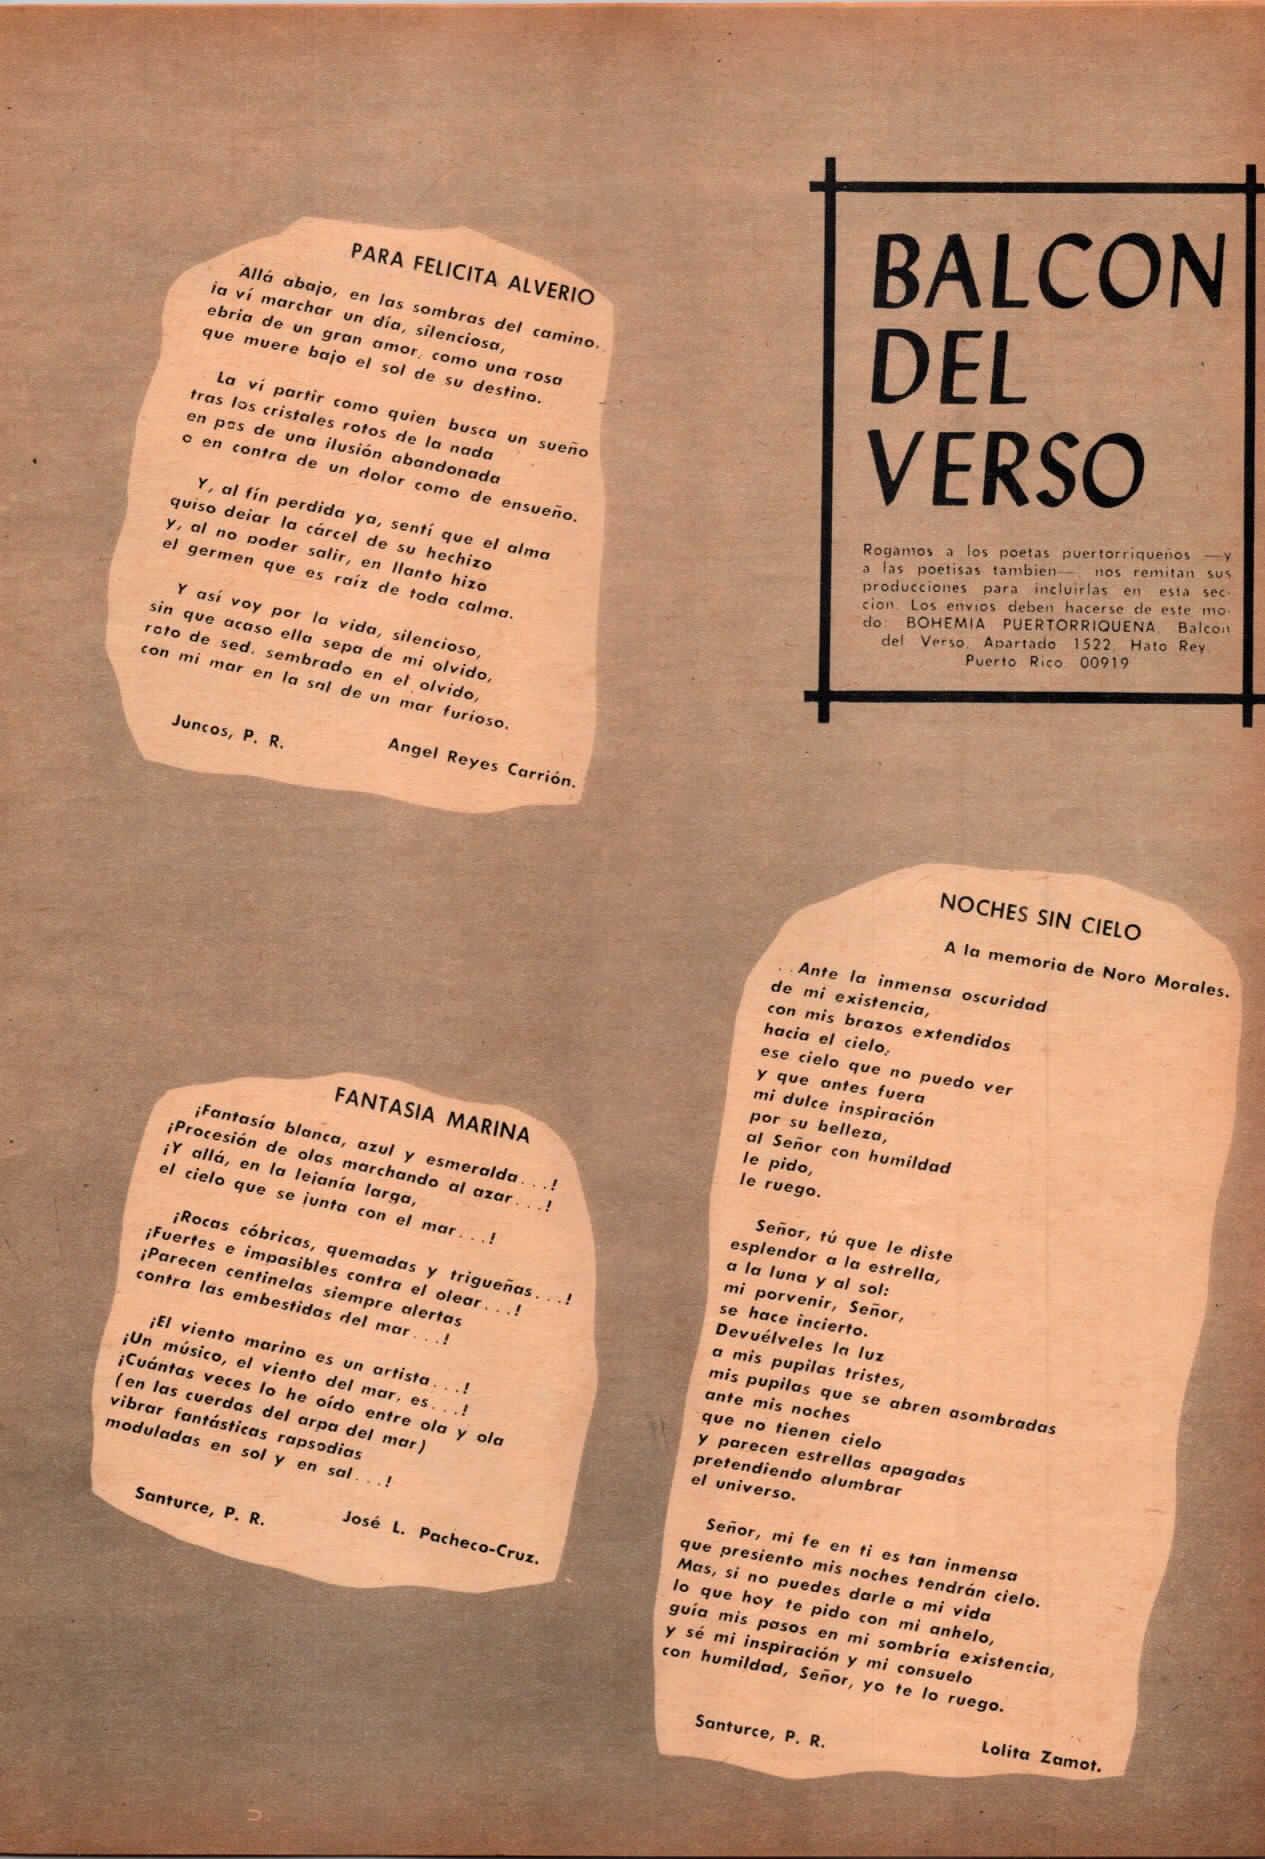 BALCON
DEL
VERSO
Rogamos a los poetas puertorriqueños —y
a las poetisas tambien—, nos remitan sus
producciones para incluirlas en esta sec-
cion. Los envios deben hacerse de este mo-
do: BOHEMIA PUERTORRIQUEÑA, Balcon
del Verso, Apartado 1522, Hato Rey,
Puerto Rico 00919
PARA FELICITA ALVERIO
Allá abajo, en las sombras del camino,
la ví marchar un día, silenciosa,
ebria de un gran amor, como una rosa
que muere bajo el sol de su destino.
La ví partir como quien busca un sueño
tras los cristales rotos de la nada
en pos de una ilusión abandonada
o en contra de un dolor como de ensueño.
Y, al fín perdida ya, sentí que el alma
quiso dejar la cárcel de su hechizo
y, al no poder salir, en llanto hizo
el germen que es raíz de toda calma.
Y así voy por la vida, silencioso,
sin que acaso ella sepa de mi olvido,
roto de sed, sembrado en el olvido,
con mi mar en la sal de un mar furioso.
Juncos, P. R.
Angel Reyes Carrión.
FANTASIA MARINA
¡Fantasía blanca, azul y esmeralda...!
¡Procesión de olas marchando al azar...!
¡Y allá, en la lejanía larga,
el cielo que se junta con el mar...!
¡Rocas cóbricas, quemadas y trigueñas...!
¡Fuertes e impasibles contra el olear...!
¡Parecen centinelas siempre alertas
contra las embestidas del mar...!
¡El viento marino es un artista...!
¡Un músico, el viento del mar, es...!
¡Cuántas veces lo he oído entre ola y ola
(en las cuerdas del arpa del mar)
vibrar fantásticas rapsodias
moduladas en sol y en sal...!
Santurce, P. R.
José L. Pacheco-Cruz.
NOCHES SIN CIELO
A la memoria de Noro Morales.
..Ante la inmensa oscuridad
de mi existencia,
con mis brazos extendidos
hacia el cielo;
ese cielo que no puedo ver
y que antes fuera
mi dulce inspiración
por su belleza,
al Señor con humildad
le pido,
le ruego.
Señor, tú que le diste
esplendor a la estrella,
a la luna y al sol:
mi porvenir, Señor,
se hace incierto.
Devuélveles la luz
a mis pupilas tristes,
mis pupilas que se abren asombradas
ante mis noches
que no tienen cielo
y parecen estrellas apagadas
pretendiendo alumbrar
el universo.
Señor, mi fe en ti es tan inmensa
que presiento mis noches tendrán cielo.
Mas, si no puedes darle a mi vida
lo que hoy te pido con mi anhelo,
guía mis pasos en mi sombría existencia,
y sé mi inspiración y mi consuelo
con humildad, Señor, yo te lo ruego.
Santurce, P. R.
Lolita Zamot.